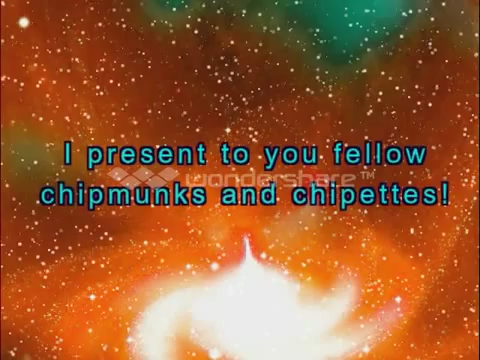 I present to you fellow
wondershare™
chipmunks and chipettes!